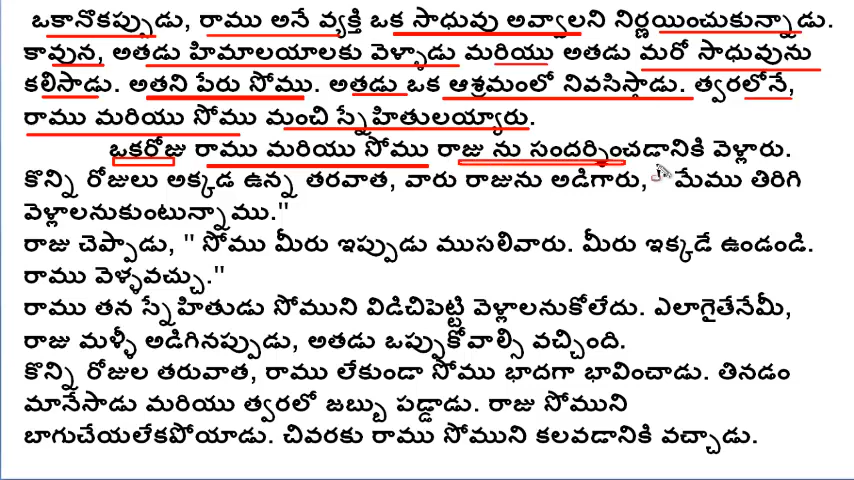 ఒకానొకప్పుడు, రాము అనే వ్యక్తి ఒక సాధువు అవ్వాలని నిర్ణయించుకున్నాడు.
కావున, అతడు హిమాలయాలకు వెళ్ళాడు మరియు అతడు మరో సాధువును
కలిసాడు. అతని పేరు సోము. అతడు ఒక ఆశ్రమంలో నివసిస్తాడు. త్వరలోనే,
రాము మరియు సోము మంచి స్నేహితులయ్యారు.
ఒకరోజు రాము మరియు సోము రాజు ను సందర్శించడానికి వెళ్లారు.
కొన్ని రోజులు అక్కడ ఉన్న తరవాత, వారు రాజును అడిగారు, మేము తిరిగి
వెళ్లాలనుకుంటున్నాము."
రాజు చెప్పాడు, " సోము మీరు ఇప్పుడు ముసలివారు. మీరు ఇక్కడే ఉండండి.
రాము వెళ్ళవచ్చు."
రాము తన స్నేహితుడు సోముని విడిచిపెట్టి వెళ్లాలనుకోలేదు. ఎలాగైతేనేమీ,
రాజు మళ్ళీ అడిగినప్పుడు, అతడు ఒప్పుకోవాల్సి వచ్చింది.
కొన్ని రోజుల తరువాత, రాము లేకుండా సోము భాదగా భావించాడు. తినడం
మానేసాడు మరియు త్వరలో జబ్బు పడ్డాడు. రాజు సోముని
బాగుచేయలేకపోయాడు. చివరకు రాము సోముని కలవడానికి వచ్చాడు.